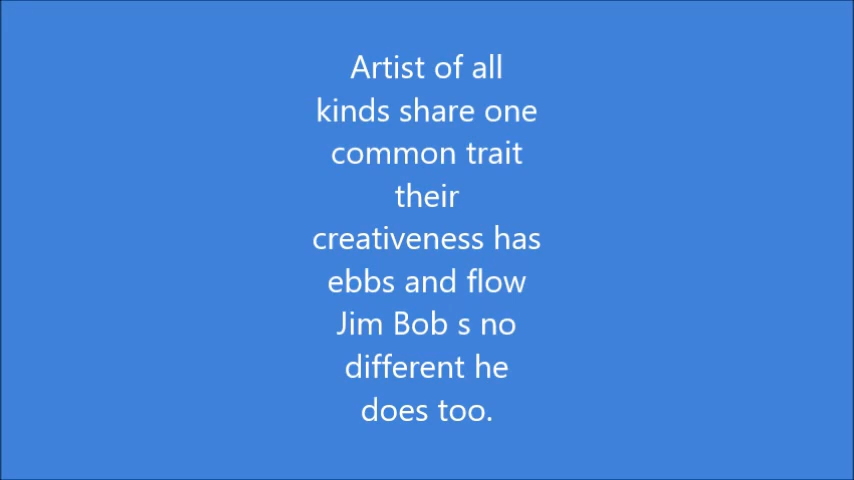 Artist of all
kinds share one
common trait
their
creativeness has
ebbs and flow
Jim Bob s no
different he
does too.